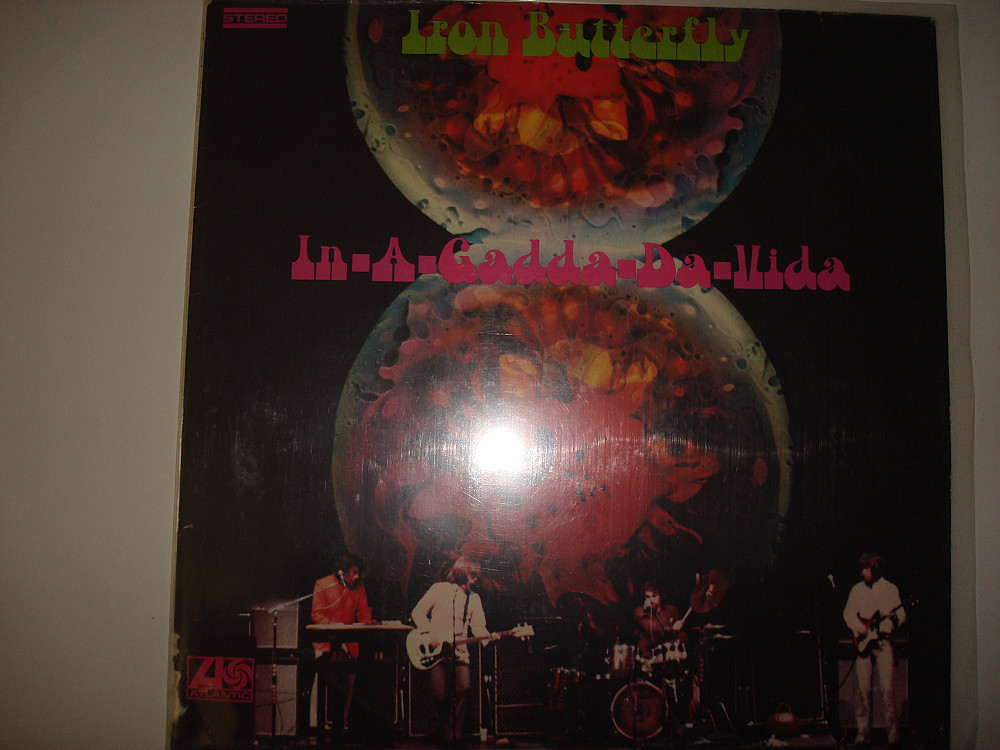 STEREO
Iron Butterfly
In-A-Gadda-Da-Vida
ATLANTIC